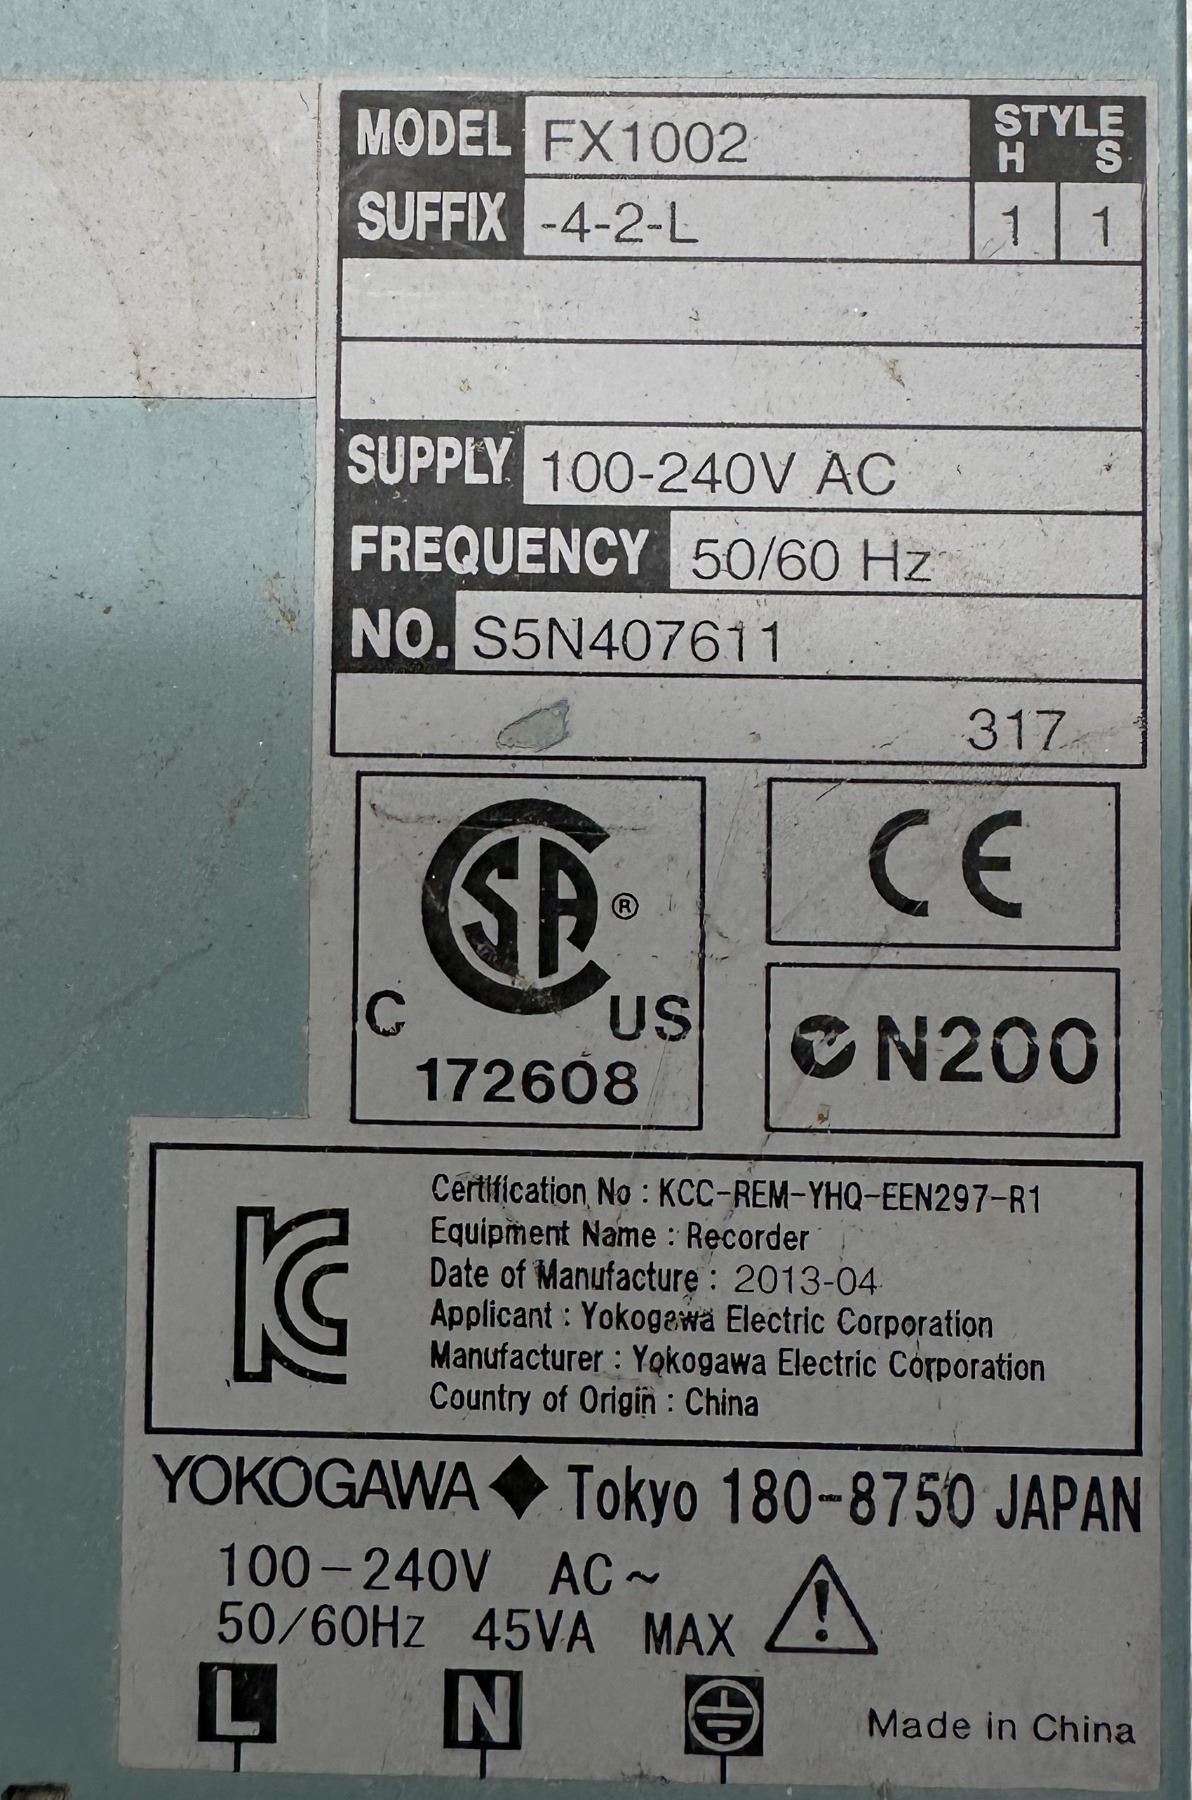 MODEL FX1002 STYLE
H S
SUFFIX -4-2-L 1 1
SUPPLY 100-240V AC
FREQUENCY 50/60 Hz
NO. S5N407611
317
CSA®
C US
172608
CE
N200
KC
Certification No : KCC-REM-YHQ-EEN297-R1
Equipment Name : Recorder
Date of Manufacture : 2013-04
Applicant : Yokogawa Electric Corporation
Manufacturer : Yokogawa Electric Corporation
Country of Origin : China
YOKOGAWA◆ Tokyo 180-8750 JAPAN
100-240V AC~
50/60Hz 45VA MAX
L N
Made in China